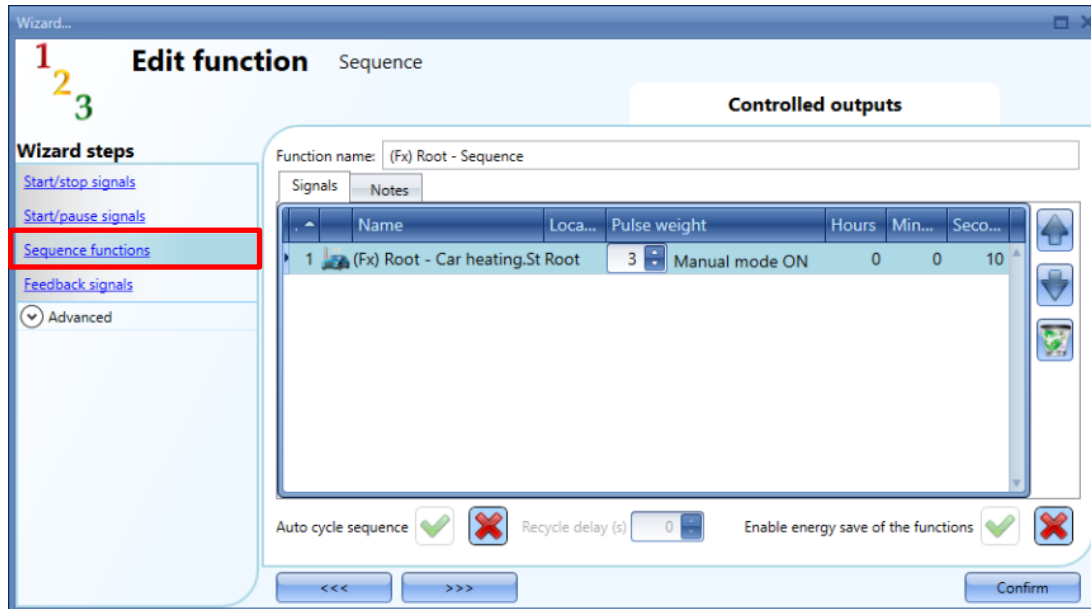 Wizard...
1 2 3
Edit function Sequence
Controlled outputs
Wizard steps
Start/stop signals
Start/pause signals
Sequence functions
Feedback signals
Advanced
Function name: (Fx) Root - Sequence
Signals Notes
. Name Loca... Pulse weight Hours Min... Seco...
1 (Fx) Root - Car heating.St Root 3 Manual mode ON 0 0 10
Auto cycle sequence Recycle delay (s) 0 Enable energy save of the functions
<<< >>> Confirm